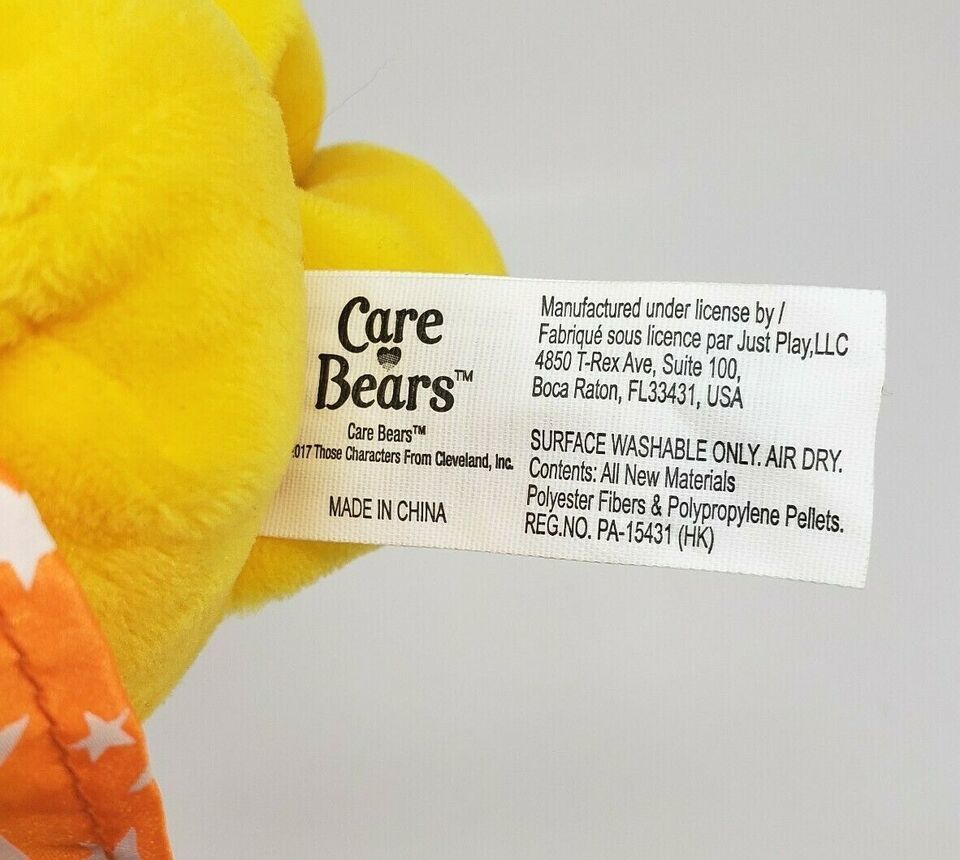 Care
Bears™
Care Bears™
017 Those Characters From Cleveland, Inc.
MADE IN CHINA
Manufactured under license by /
Fabriqué sous licence par Just Play,LLC
4850 T-Rex Ave, Suite 100,
Boca Raton, FL33431, USA
SURFACE WASHABLE ONLY. AIR DRY.
Contents: All New Materials
Polyester Fibers & Polypropylene Pellets.
REG.NO. PA-15431 (HK)